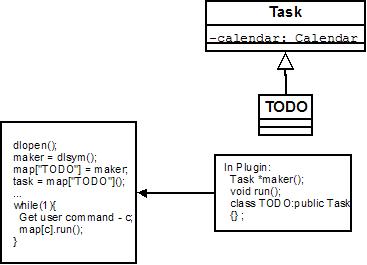 Task
-calendar: Calendar
TODO
dlopen();
maker = dlsym();
map["TODO"] = maker;
task = map["TODO"]();
...
while(1){
Get user command - c;
map[c].run();
}
In Plugin:
Task *maker();
void run();
class TODO:public Task
{} ;